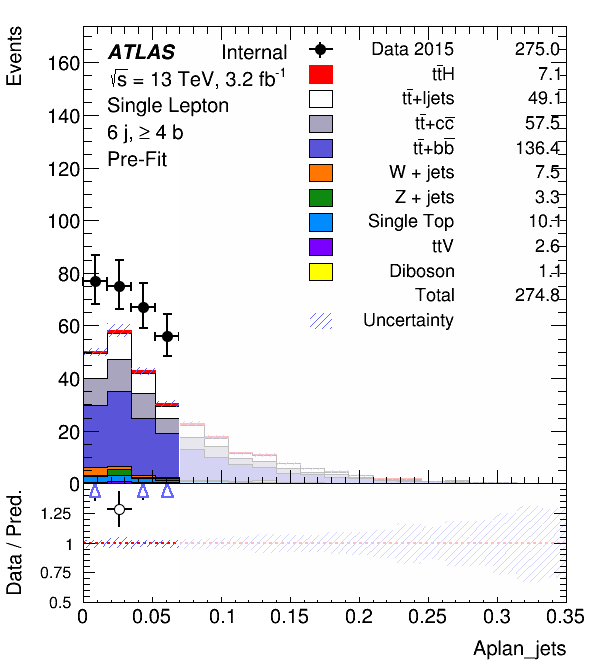 Events
160
140
120
100
80
60
40
20
0
ATLAS Internal
√s = 13 TeV, 3.2 fb⁻¹
Single Lepton
6 j, ≥ 4 b
Pre-Fit
Data 2015 275.0
tt̄H 7.1
tt̄+ljets 49.1
tt̄+cc̄ 57.5
tt̄+bb̄ 136.4
W + jets 7.5
Z + jets 3.3
Single Top 10.1
ttV 2.6
Diboson 1.1
Total 274.8
Uncertainty
Data / Pred.
1.25
1
0.75
0.5
0 0.05 0.1 0.15 0.2 0.25 0.3 0.35
Aplan_jets